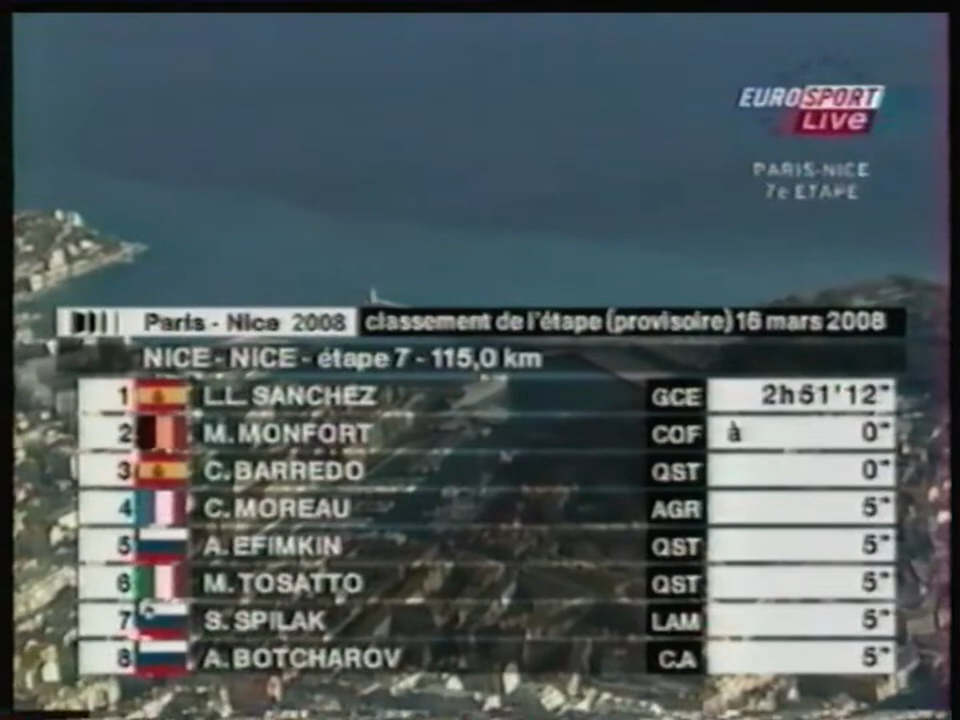 EUROSPORT
LIVE
PARIS-NICE
7e ETAPE
Paris - Nice 2008 classement de l'étape (provisoire) 16 mars 2008
NICE - NICE - étape 7 - 115,0 km
1 L.L. SANCHEZ GCE 2h51'12"
2 M. MONFORT COF à 0"
3 C. BARREDO QST 0"
4 C. MOREAU AGR 5"
5 A. EFIMKIN QST 5"
6 M. TOSATTO QST 5"
7 S. SPILAK LAM 5"
8 A. BOTCHAROV C.A 5"